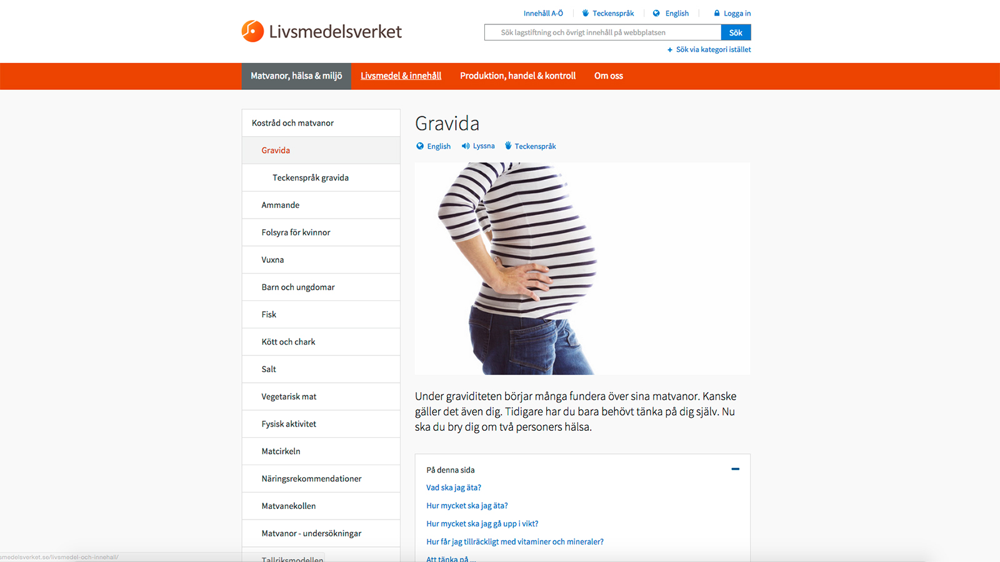 Innehåll A-Ö
Teckenspråk
English
Logga in
Livsmedelsverket
Sök lagstiftning och övrigt innehåll på webbplatsen
Sök
+ Sök via kategori istället
Matvanor, hälsa & miljö
Livsmedel & innehåll
Produktion, handel & kontroll
Om oss
Kostråd och matvanor
Gravida
Teckenspråk gravida
Ammande
Folsyra för kvinnor
Vuxna
Barn och ungdomar
Fisk
Kött och chark
Salt
Vegetarisk mat
Fysisk aktivitet
Matcirkeln
Näringsrekommendationer
Matvanekollen
Matvanor - undersökningar
Tallriksmodellen
Gravida
English
Lyssna
Teckenspråk
Under graviditeten börjar många fundera över sina matvanor. Kanske
gäller det även dig. Tidigare har du bara behövt tänka på dig själv. Nu
ska du bry dig om två personers hälsa.
På denna sida
Vad ska jag äta?
Hur mycket ska jag äta?
Hur mycket ska jag gå upp i vikt?
Hur får jag tillräckligt med vitaminer och mineraler?
Att tänka på ...
smedelsverket.se/livsmedel-och-innehall/